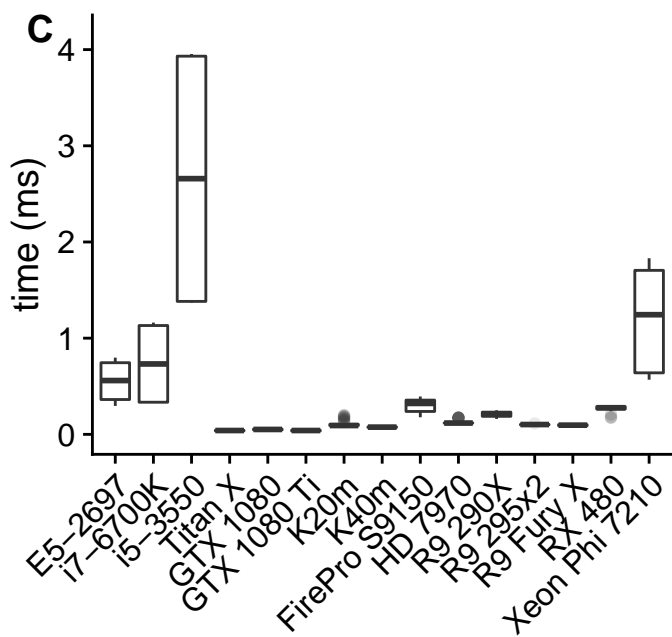 C
time (ms)
4
3
2
1
0
E5−2697
i7−6700K
i5−3550
Titan X
GTX 1080
GTX 1080 Ti
K20m
K40m
FirePro S9150
HD 7970
R9 290X
R9 295x2
R9 Fury X
RX 480
Xeon Phi 7210